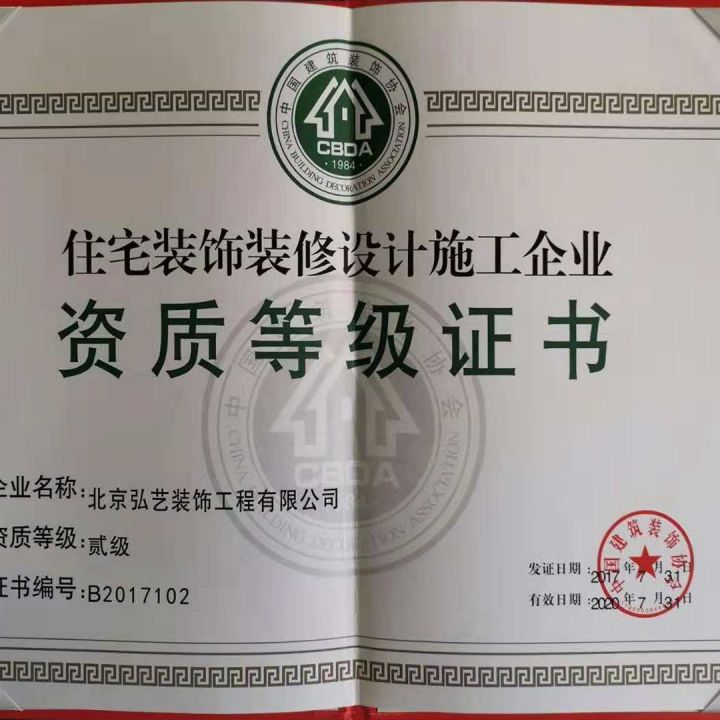 中国建筑装饰协会
CBDA
·1984·
CHINA BUILDING DECORATION ASSOCIATION
住宅装饰装修设计施工企业
资质等级证书
企业名称:北京弘艺装饰工程有限公司
资质等级:贰级
证书编号:B2017102
发证日期:2017年7月31日
有效日期:2020年7月31日
中国建筑装饰协会